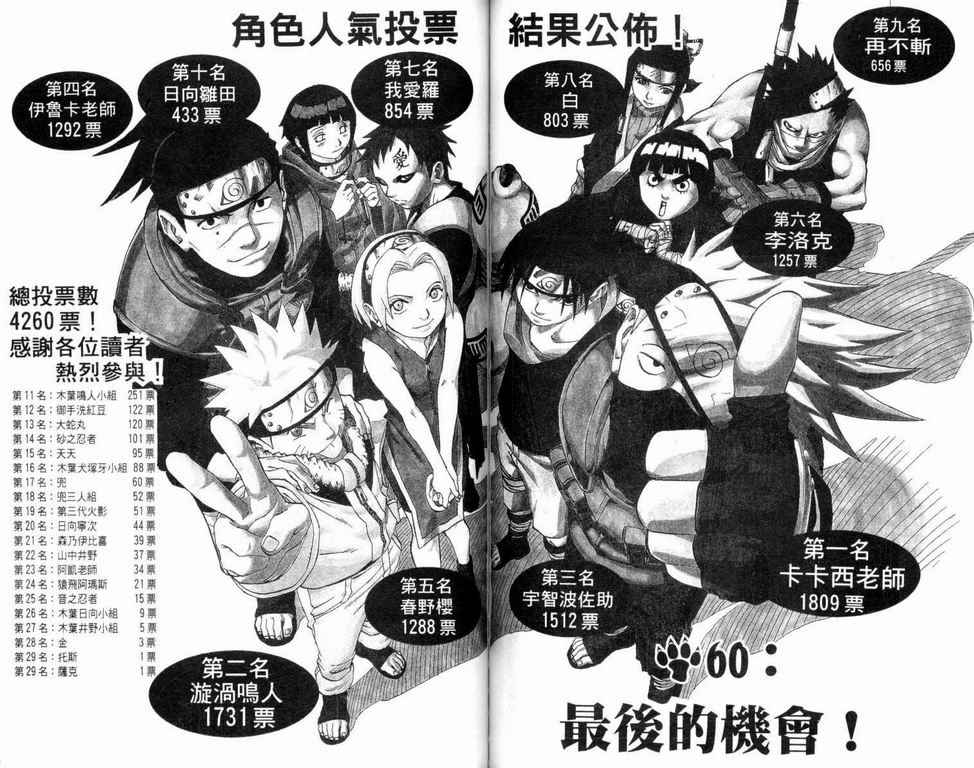 角色人氣投票 結果公佈！
第四名
伊魯卡老師
1292票
第十名
日向雛田
433票
第七名
我愛羅
854票
第八名
白
803票
第九名
再不斬
656票
第六名
李洛克
1257票
愛
總投票數
4260票！
感謝各位讀者
熱烈參與！
第11名：木葉鳴人小組 251票
第12名：御手洗紅豆 122票
第13名：大蛇丸 120票
第14名：砂之忍者 101票
第15名：天天 95票
第16名：木葉犬塚牙小組 88票
第17名：兜 60票
第18名：兜三人組 52票
第19名：第三代火影 51票
第20名：日向寧次 44票
第21名：森乃伊比喜 39票
第22名：山中井野 37票
第23名：阿凱老師 34票
第24名：猿飛阿瑪斯 21票
第25名：音之忍者 15票
第26名：木葉日向小組 9票
第27名：木葉井野小組 5票
第28名：金 3票
第29名：托斯 1票
第29名：薩克 1票
第五名
春野櫻
1288票
第三名
宇智波佐助
1512票
第一名
卡卡西老師
1809票
第二名
漩渦鳴人
1731票
60：
最後的機會！